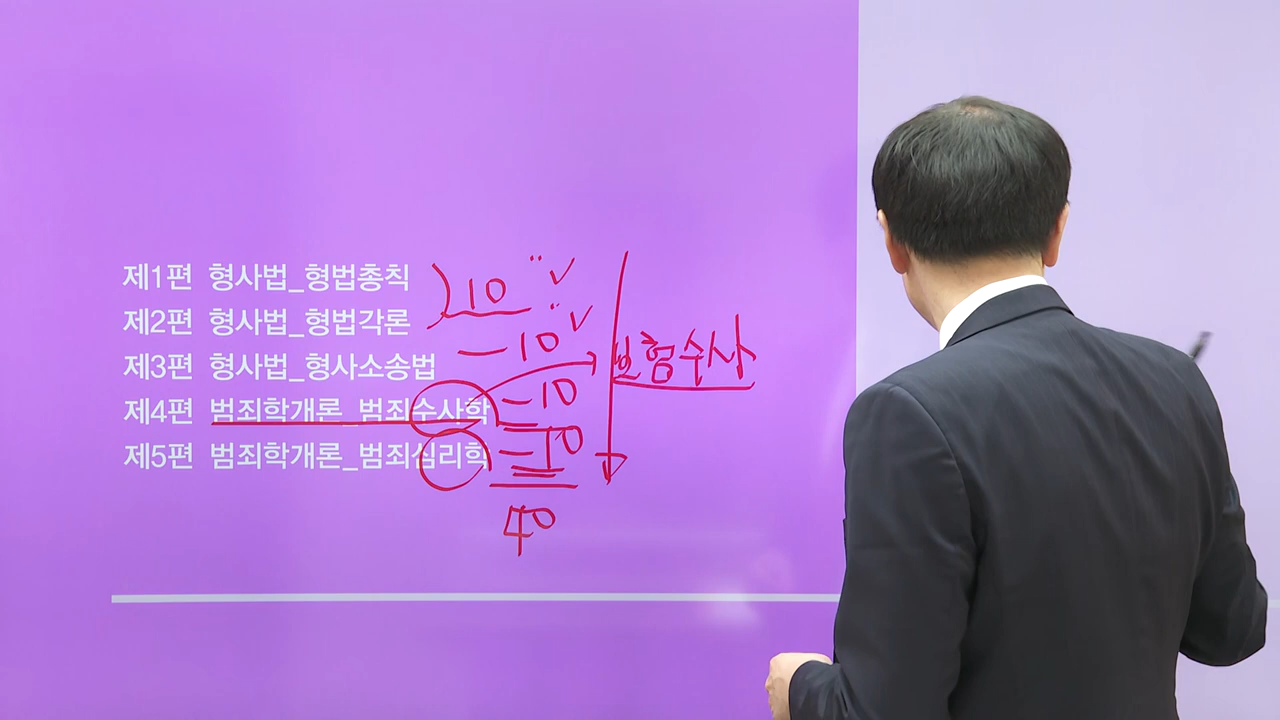 제1편 형사법_형법총칙 10
제2편 형사법_형법각론 - 10
제3편 형사법_형사소송법 보험수사
제4편 범죄학개론_범죄수사학 - 10
제5편 범죄학개론_범죄심리학 - 10
40